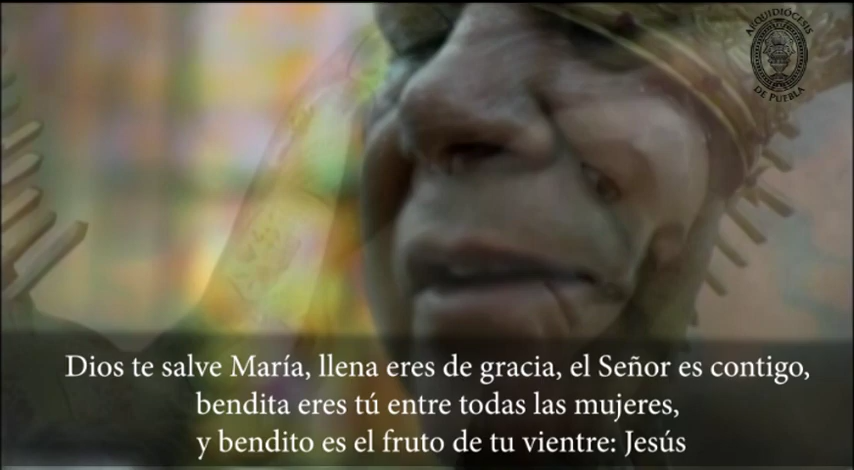 ARQUIDIÓCESIS
DE PUEBLA
Dios te salve María, llena eres de gracia, el Señor es contigo,
bendita eres tú entre todas las mujeres,
y bendito es el fruto de tu vientre: Jesús